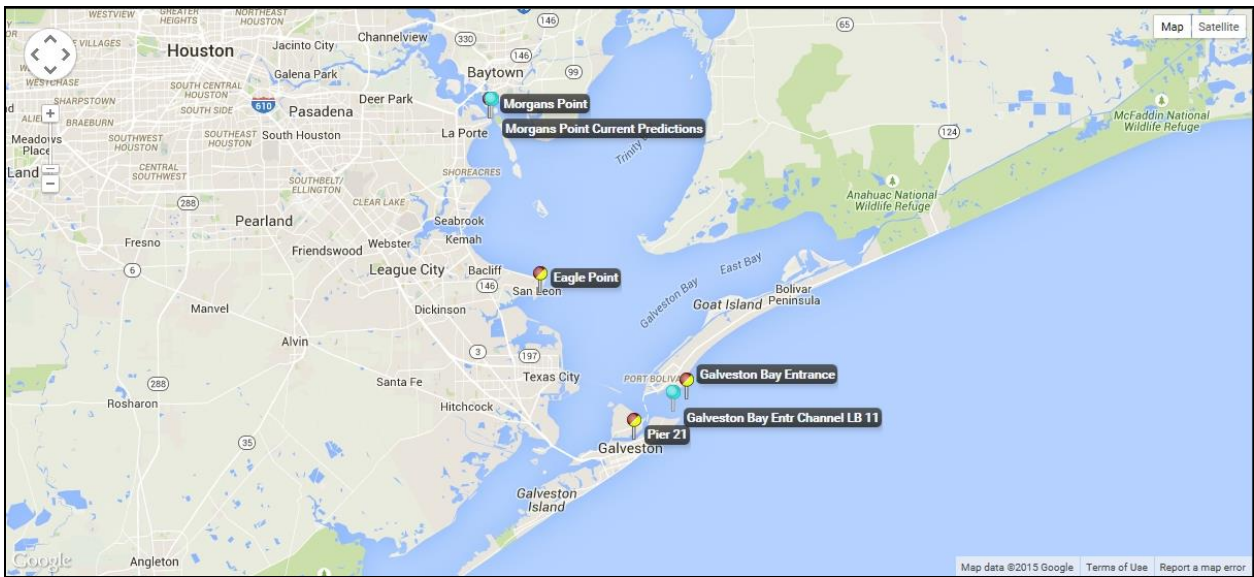 WESTVIEW
GREATER
HEIGHTS
NORTHEAST
HOUSTON
146
65
Map
Satellite
Houston
Jacinto City
Channelview
330
VILLAGES
146
Galena Park
Baytown
99
WESTCHASE
SOUTH CENTRAL
HOUSTON
Deer Park
Morgans Point
SHARPSTOWN
SOUTH SIDE
610
Pasadena
McFaddin National
Wildlife Refuge
BRAEBURN
Morgans Point Current Predictions
Meadows
Place
SOUTHWEST
HOUSTON
SOUTHEAST
HOUSTON
South Houston
La Porte
124
Trinity
CENTRAL
SOUTHWEST
Land
SHOREACRES
SOUTHBELT/
ELLINGTON
Anahuac National
Wildlife Refuge
288
CLEAR LAKE
Pearland
Seabrook
Fresno
Friendswood
Webster
Kemah
6
League City
Bacliff
East Bay
Eagle Point
146
San Leon
Galveston Bay
Goat Island
Bolivar
Peninsula
Manvel
Dickinson
Alvin
3
197
288
Santa Fe
Texas City
PORT BOLIVA
Galveston Bay Entrance
Rosharon
Hitchcock
Galveston Bay Entr Channel LB 11
35
Pier 21
Galveston
Galveston
Island
Google
Angleton
Map data ©2015 Google
Terms of Use
Report a map error